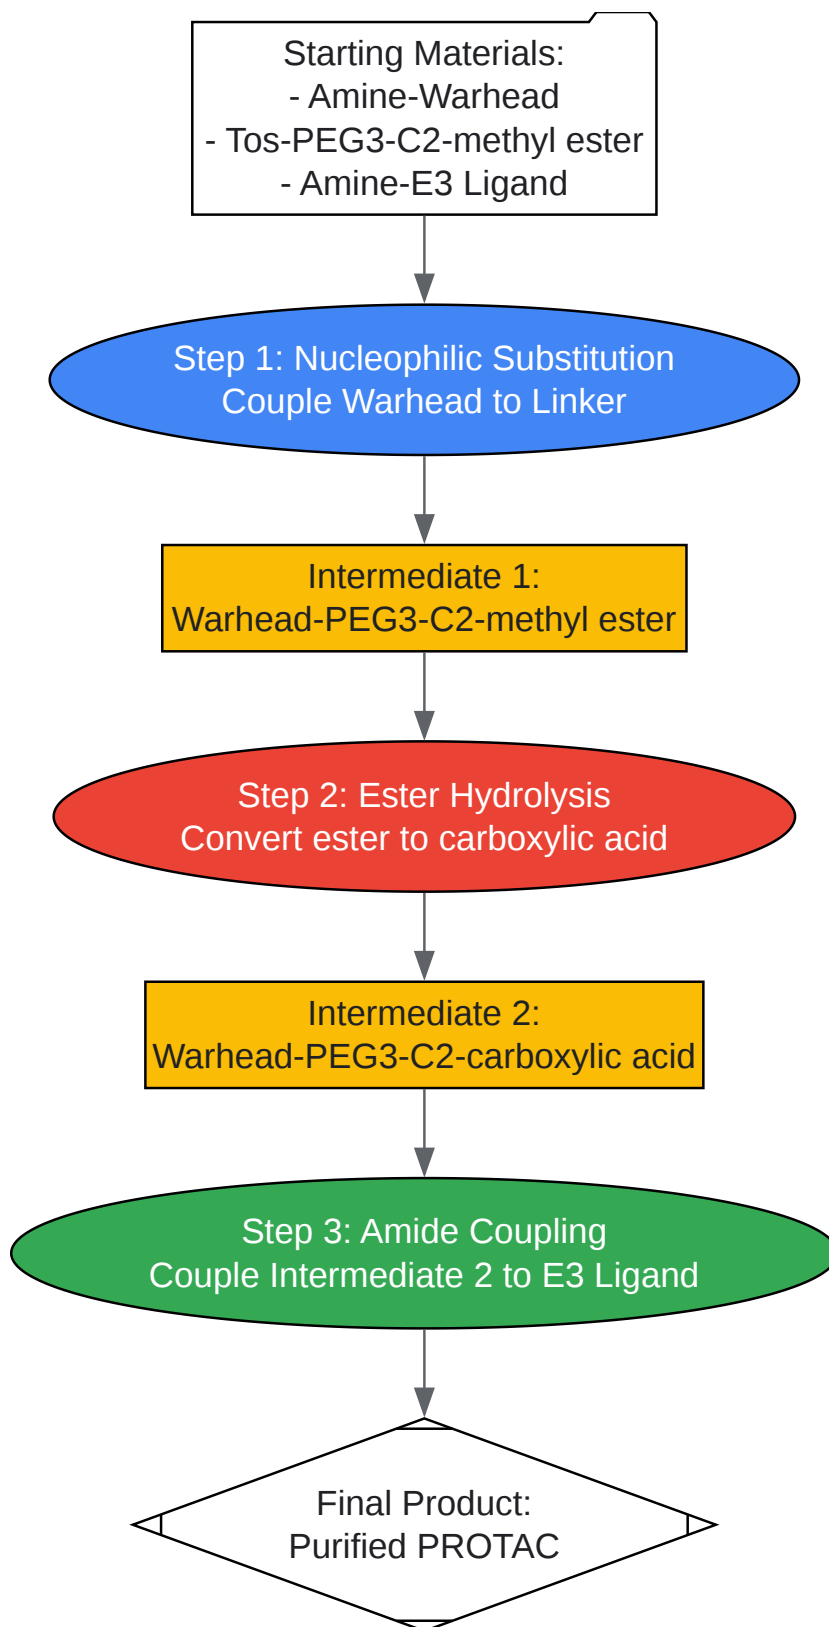 Starting Materials:
- Amine-Warhead
- Tos-PEG3-C2-methyl ester
- Amine-E3 Ligand
Step 1: Nucleophilic Substitution
Couple Warhead to Linker
Intermediate 1:
Warhead-PEG3-C2-methyl ester
Step 2: Ester Hydrolysis
Convert ester to carboxylic acid
Intermediate 2:
Warhead-PEG3-C2-carboxylic acid
Step 3: Amide Coupling
Couple Intermediate 2 to E3 Ligand
Final Product:
Purified PROTAC